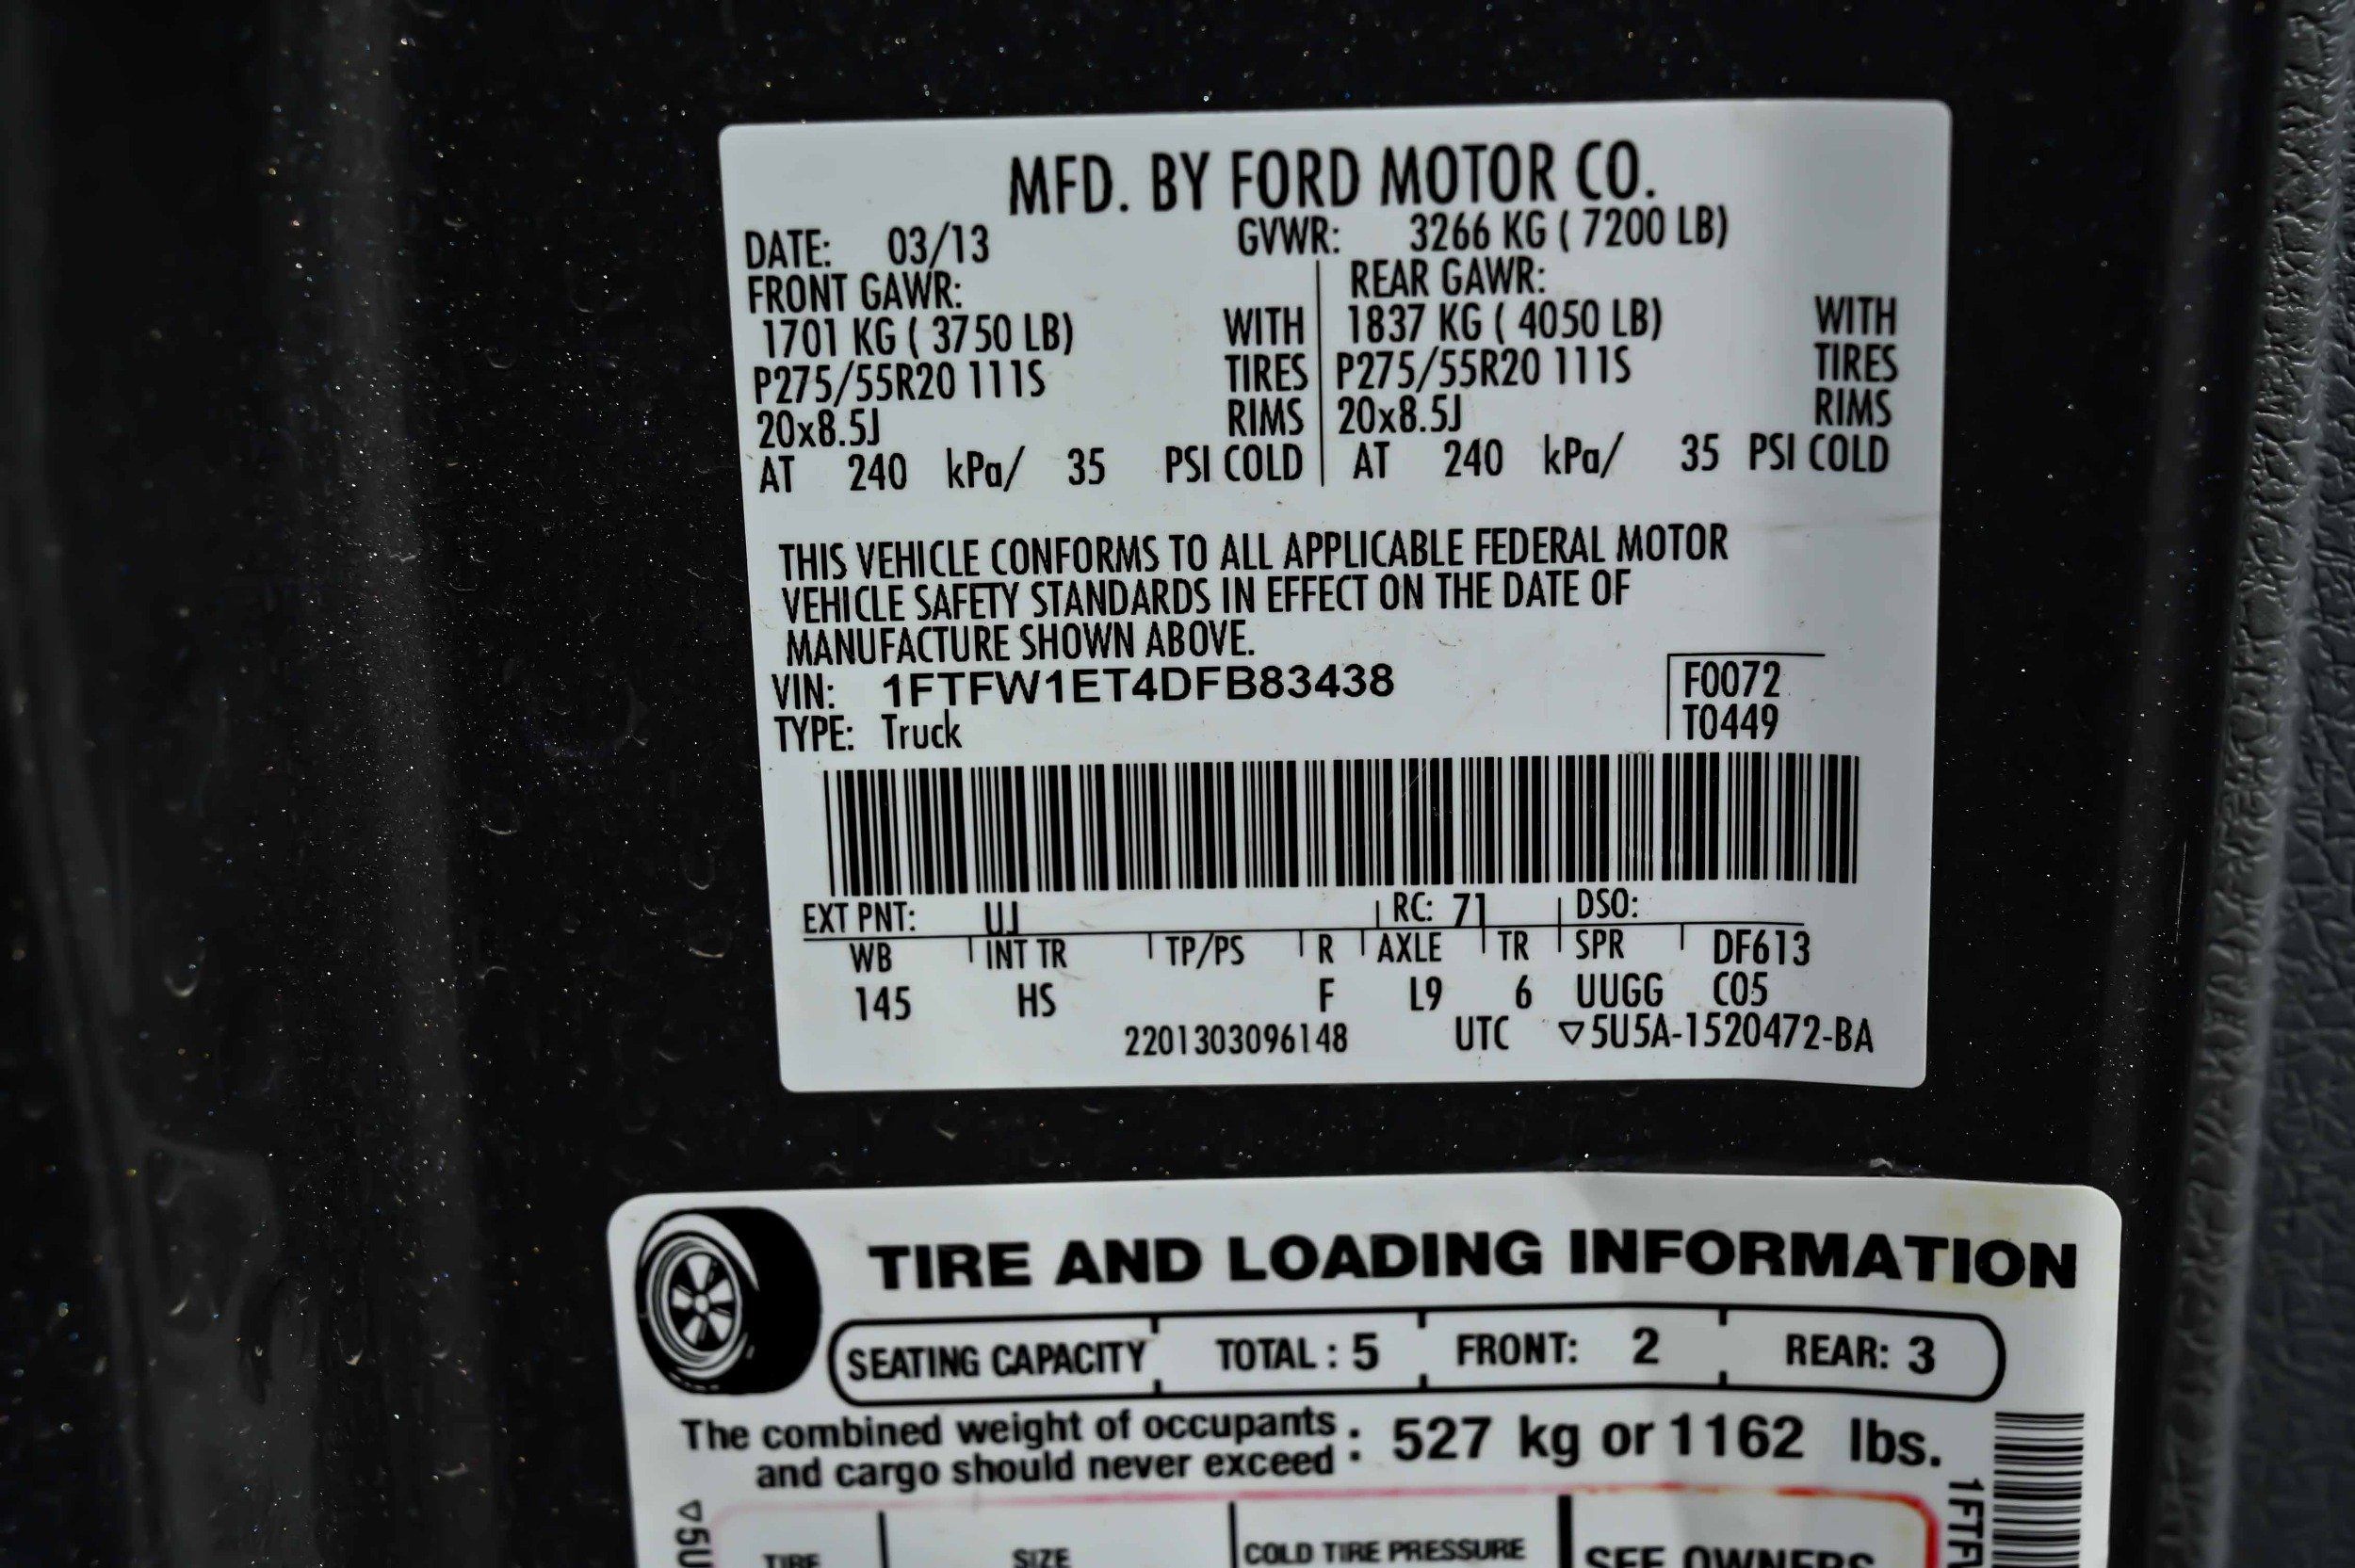 MFD. BY FORD MOTOR CO.
DATE: 03/13 GVWR: 3266 KG ( 7200 LB)
FRONT GAWR: REAR GAWR:
1701 KG ( 3750 LB) WITH 1837 KG ( 4050 LB) WITH
P275/55R20 111S TIRES P275/55R20 111S TIRES
20x8.5J RIMS 20x8.5J RIMS
AT 240 kPa/ 35 PSI COLD AT 240 kPa/ 35 PSI COLD
THIS VEHICLE CONFORMS TO ALL APPLICABLE FEDERAL MOTOR
VEHICLE SAFETY STANDARDS IN EFFECT ON THE DATE OF
MANUFACTURE SHOWN ABOVE.
VIN: 1FTFW1ET4DFB83438 F0072
TYPE: Truck T0449
EXT PNT: UJ RC: 71 DSO:
WB INT TR TP/PS R AXLE TR SPR DF613
145 HS F L9 6 UUGG C05
2201303096148 UTC ▽5U5A-1520472-BA
TIRE AND LOADING INFORMATION
SEATING CAPACITY TOTAL : 5 FRONT: 2 REAR: 3
The combined weight of occupants
and cargo should never exceed : 527 kg or 1162 lbs.
TIRE SIZE COLD TIRE PRESSURE SEE OWNERS
▽5U
1FTF